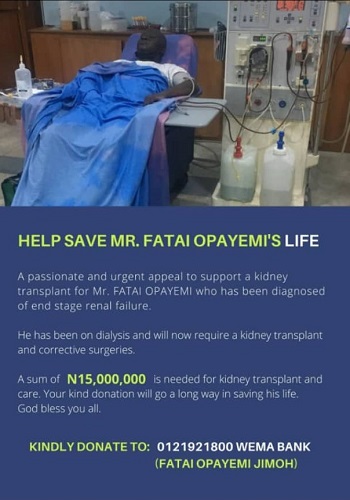 HELP SAVE MR. FATAI OPAYEMI'S LIFE
A passionate and urgent appeal to support a kidney
transplant for Mr. FATAI OPAYEMI who has been diagnosed
of end stage renal failure.
He has been on dialysis and will now require a kidney transplant
and corrective surgeries.
A sum of N15,000,000 is needed for kidney transplant and
care. Your kind donation will go a long way in saving his life.
God bless you all.
KINDLY DONATE TO: 0121921800 WEMA BANK
(FATAI OPAYEMI JIMOH)